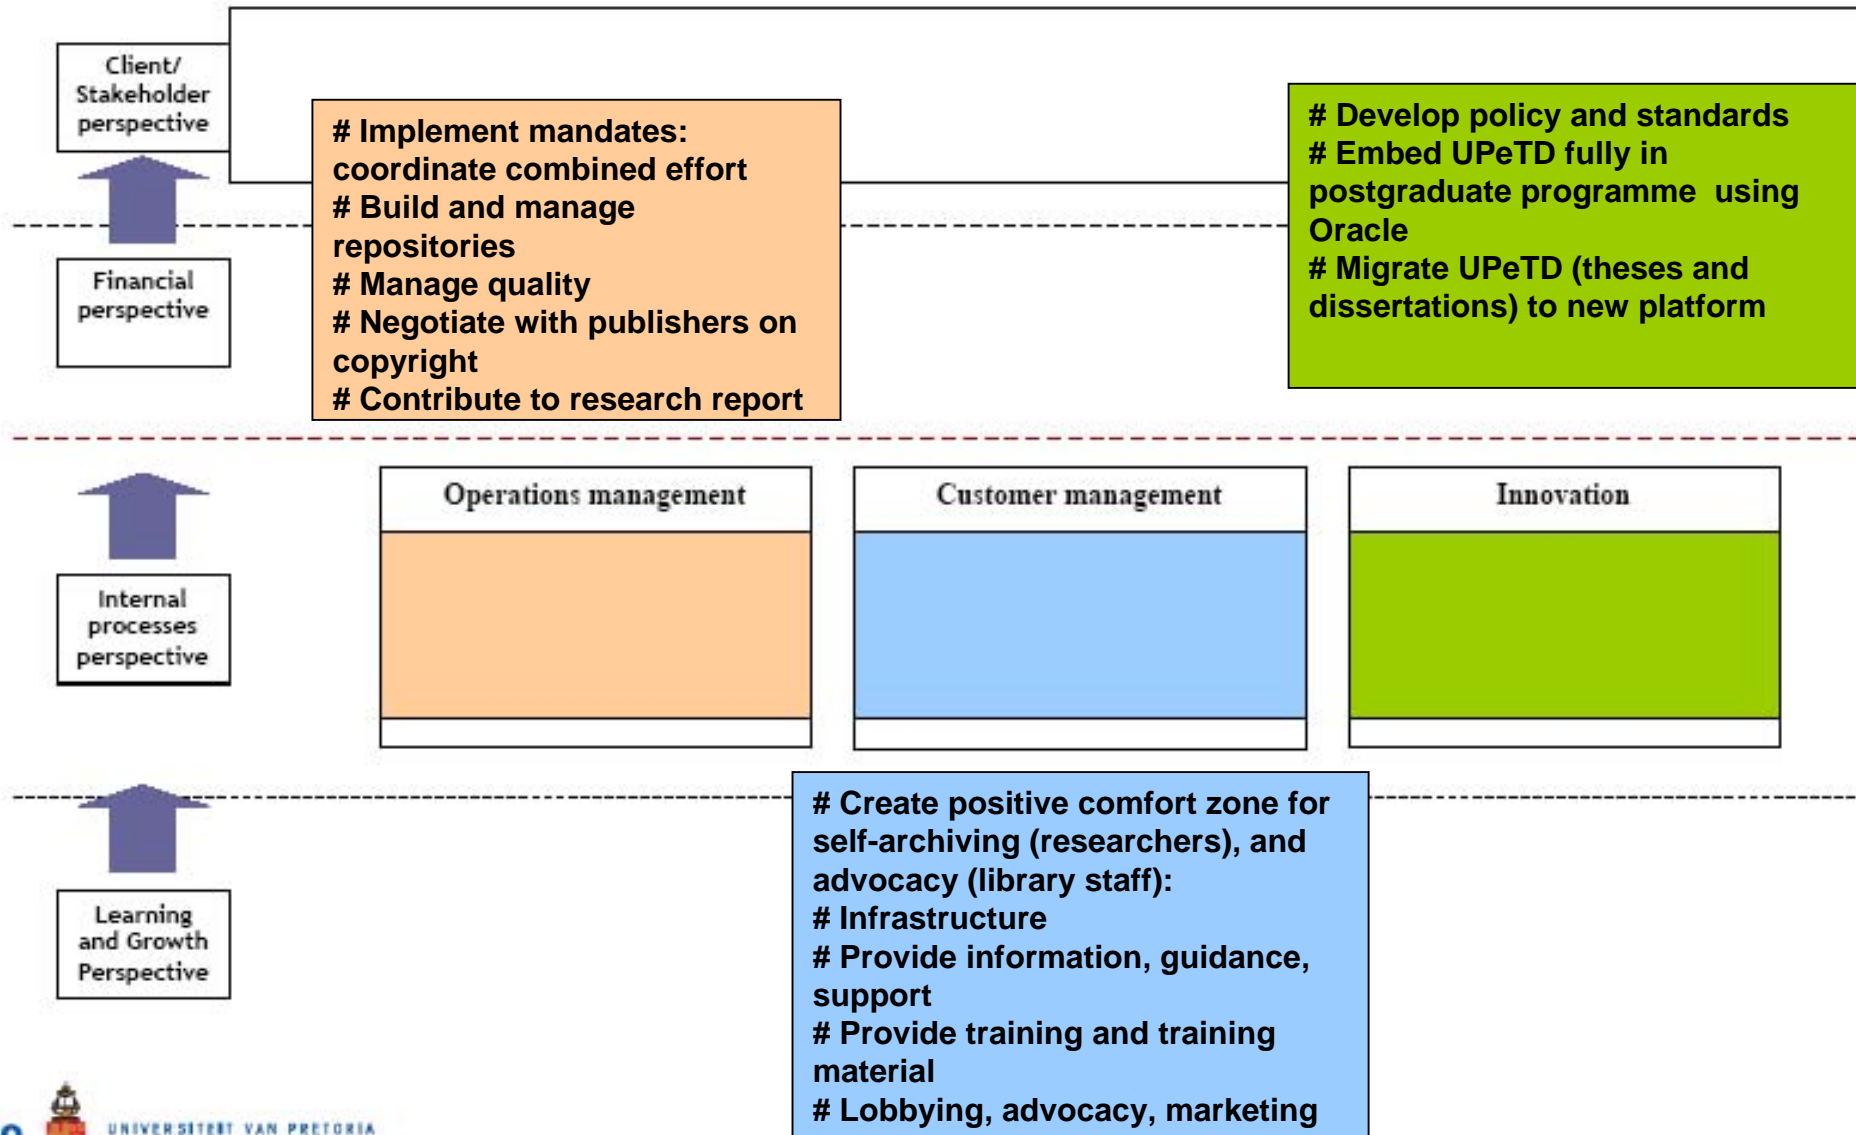 Client/
Stakeholder
perspective
# Implement mandates:
coordinate combined effort
# Build and manage
repositories
# Manage quality
# Negotiate with publishers on
copyright
# Contribute to research report
# Develop policy and standards
# Embed UPeTD fully in
postgraduate programme using
Oracle
# Migrate UPeTD (theses and
dissertations) to new platform
Financial
perspective
Operations management
Customer management
Innovation
Internal
processes
perspective
# Create positive comfort zone for
self-archiving (researchers), and
advocacy (library staff):
# Infrastructure
# Provide information, guidance,
support
# Provide training and training
material
# Lobbying, advocacy, marketing
Learning
and Growth
Perspective
UNIVERSITEIT VAN PRETORIA